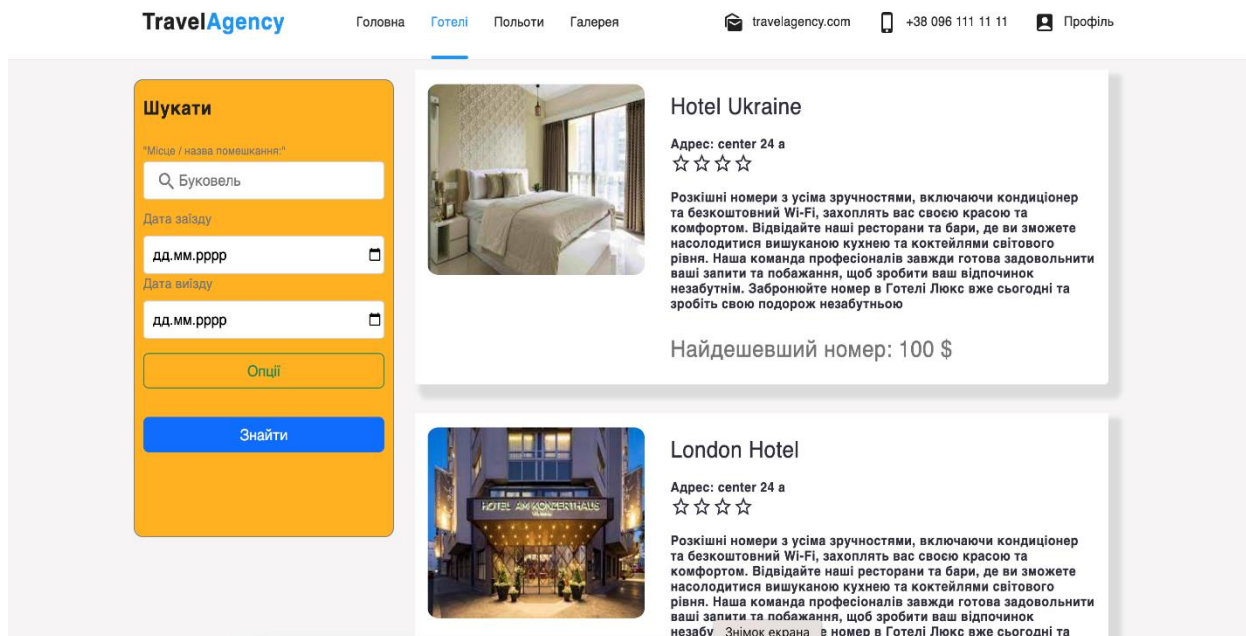 TravelAgency
Головна Готелі Польоти Галерея
travelagency.com +38 096 111 11 11 Профіль
Шукати
"Місце / назва помешкання:"
Буковель
Дата заїзду
дд.мм.рррр
Дата виїзду
дд.мм.рррр
Опції
Знайти
Hotel Ukraine
Адрес: center 24 a
Розкішні номери з усіма зручностями, включаючи кондиціонер
та безкоштовний Wi-Fi, захоплять вас своєю красою та
комфортом. Відвідайте наші ресторани та бари, де ви зможете
насолодитися вишуканою кухнею та коктейлями світового
рівня. Наша команда професіоналів завжди готова задовольнити
ваші запити та побажання, щоб зробити ваш відпочинок
незабутнім. Забронюйте номер в Готелі Люкс вже сьогодні та
зробіть свою подорож незабутньою
Найдешевший номер: 100 $
HOTEL AM KONZERTHAUS
London Hotel
Адрес: center 24 a
Розкішні номери з усіма зручностями, включаючи кондиціонер
та безкоштовний Wi-Fi, захоплять вас своєю красою та
комфортом. Відвідайте наші ресторани та бари, де ви зможете
насолодитися вишуканою кухнею та коктейлями світового
рівня. Наша команда професіоналів завжди готова задовольнити
ваші запити та побажання, щоб зробити ваш відпочинок
незабу Знімок екрана е номер в Готелі Люкс вже сьогодні та